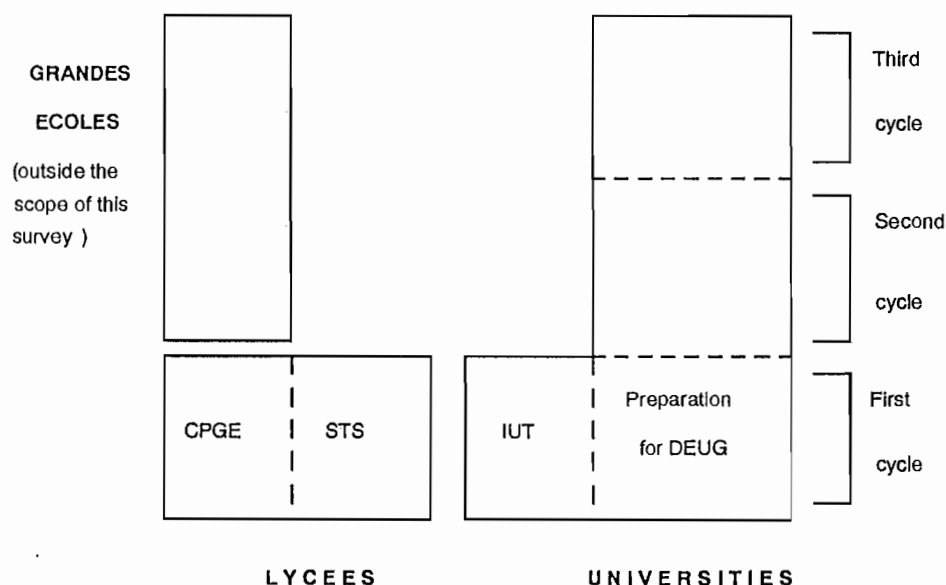 GRANDES
ECOLES
(outside the
scope of this
survey )
Third
cycle
Second
cycle
CPGE
STS
IUT
Preparation
for DEUG
First
cycle
LYCEES
UNIVERSITIES